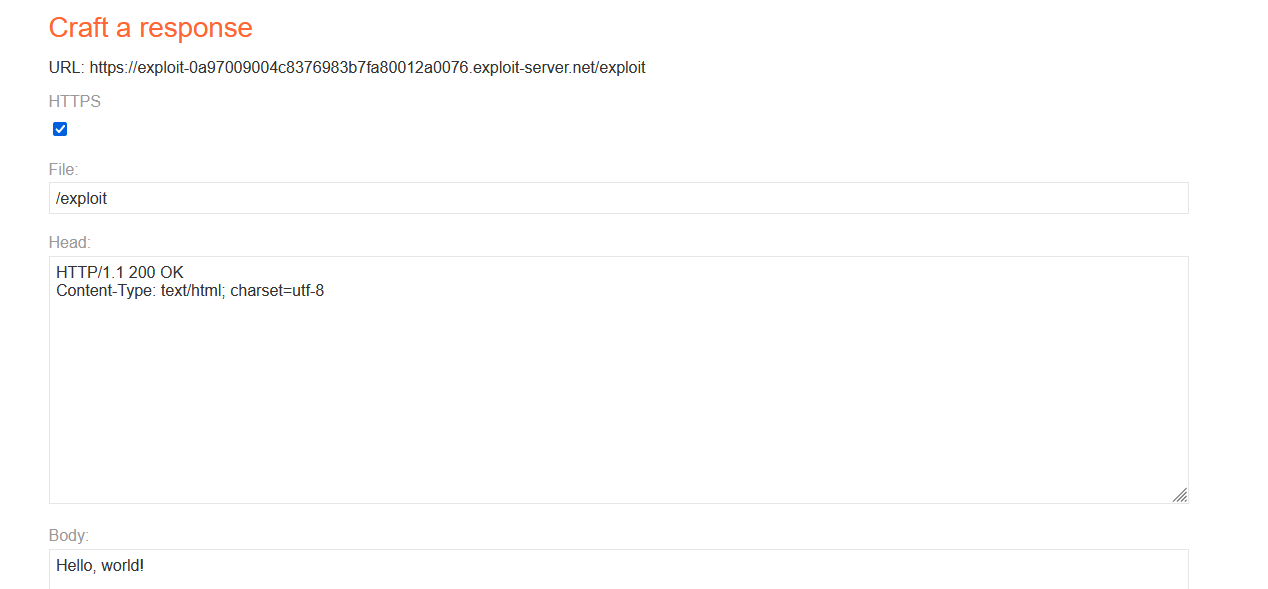 Craft a response
URL: https://exploit-0a97009004c8376983b7fa80012a0076.exploit-server.net/exploit
HTTPS
File:
/exploit
Head:
HTTP/1.1 200 OK
Content-Type: text/html; charset=utf-8
Body:
Hello, world!